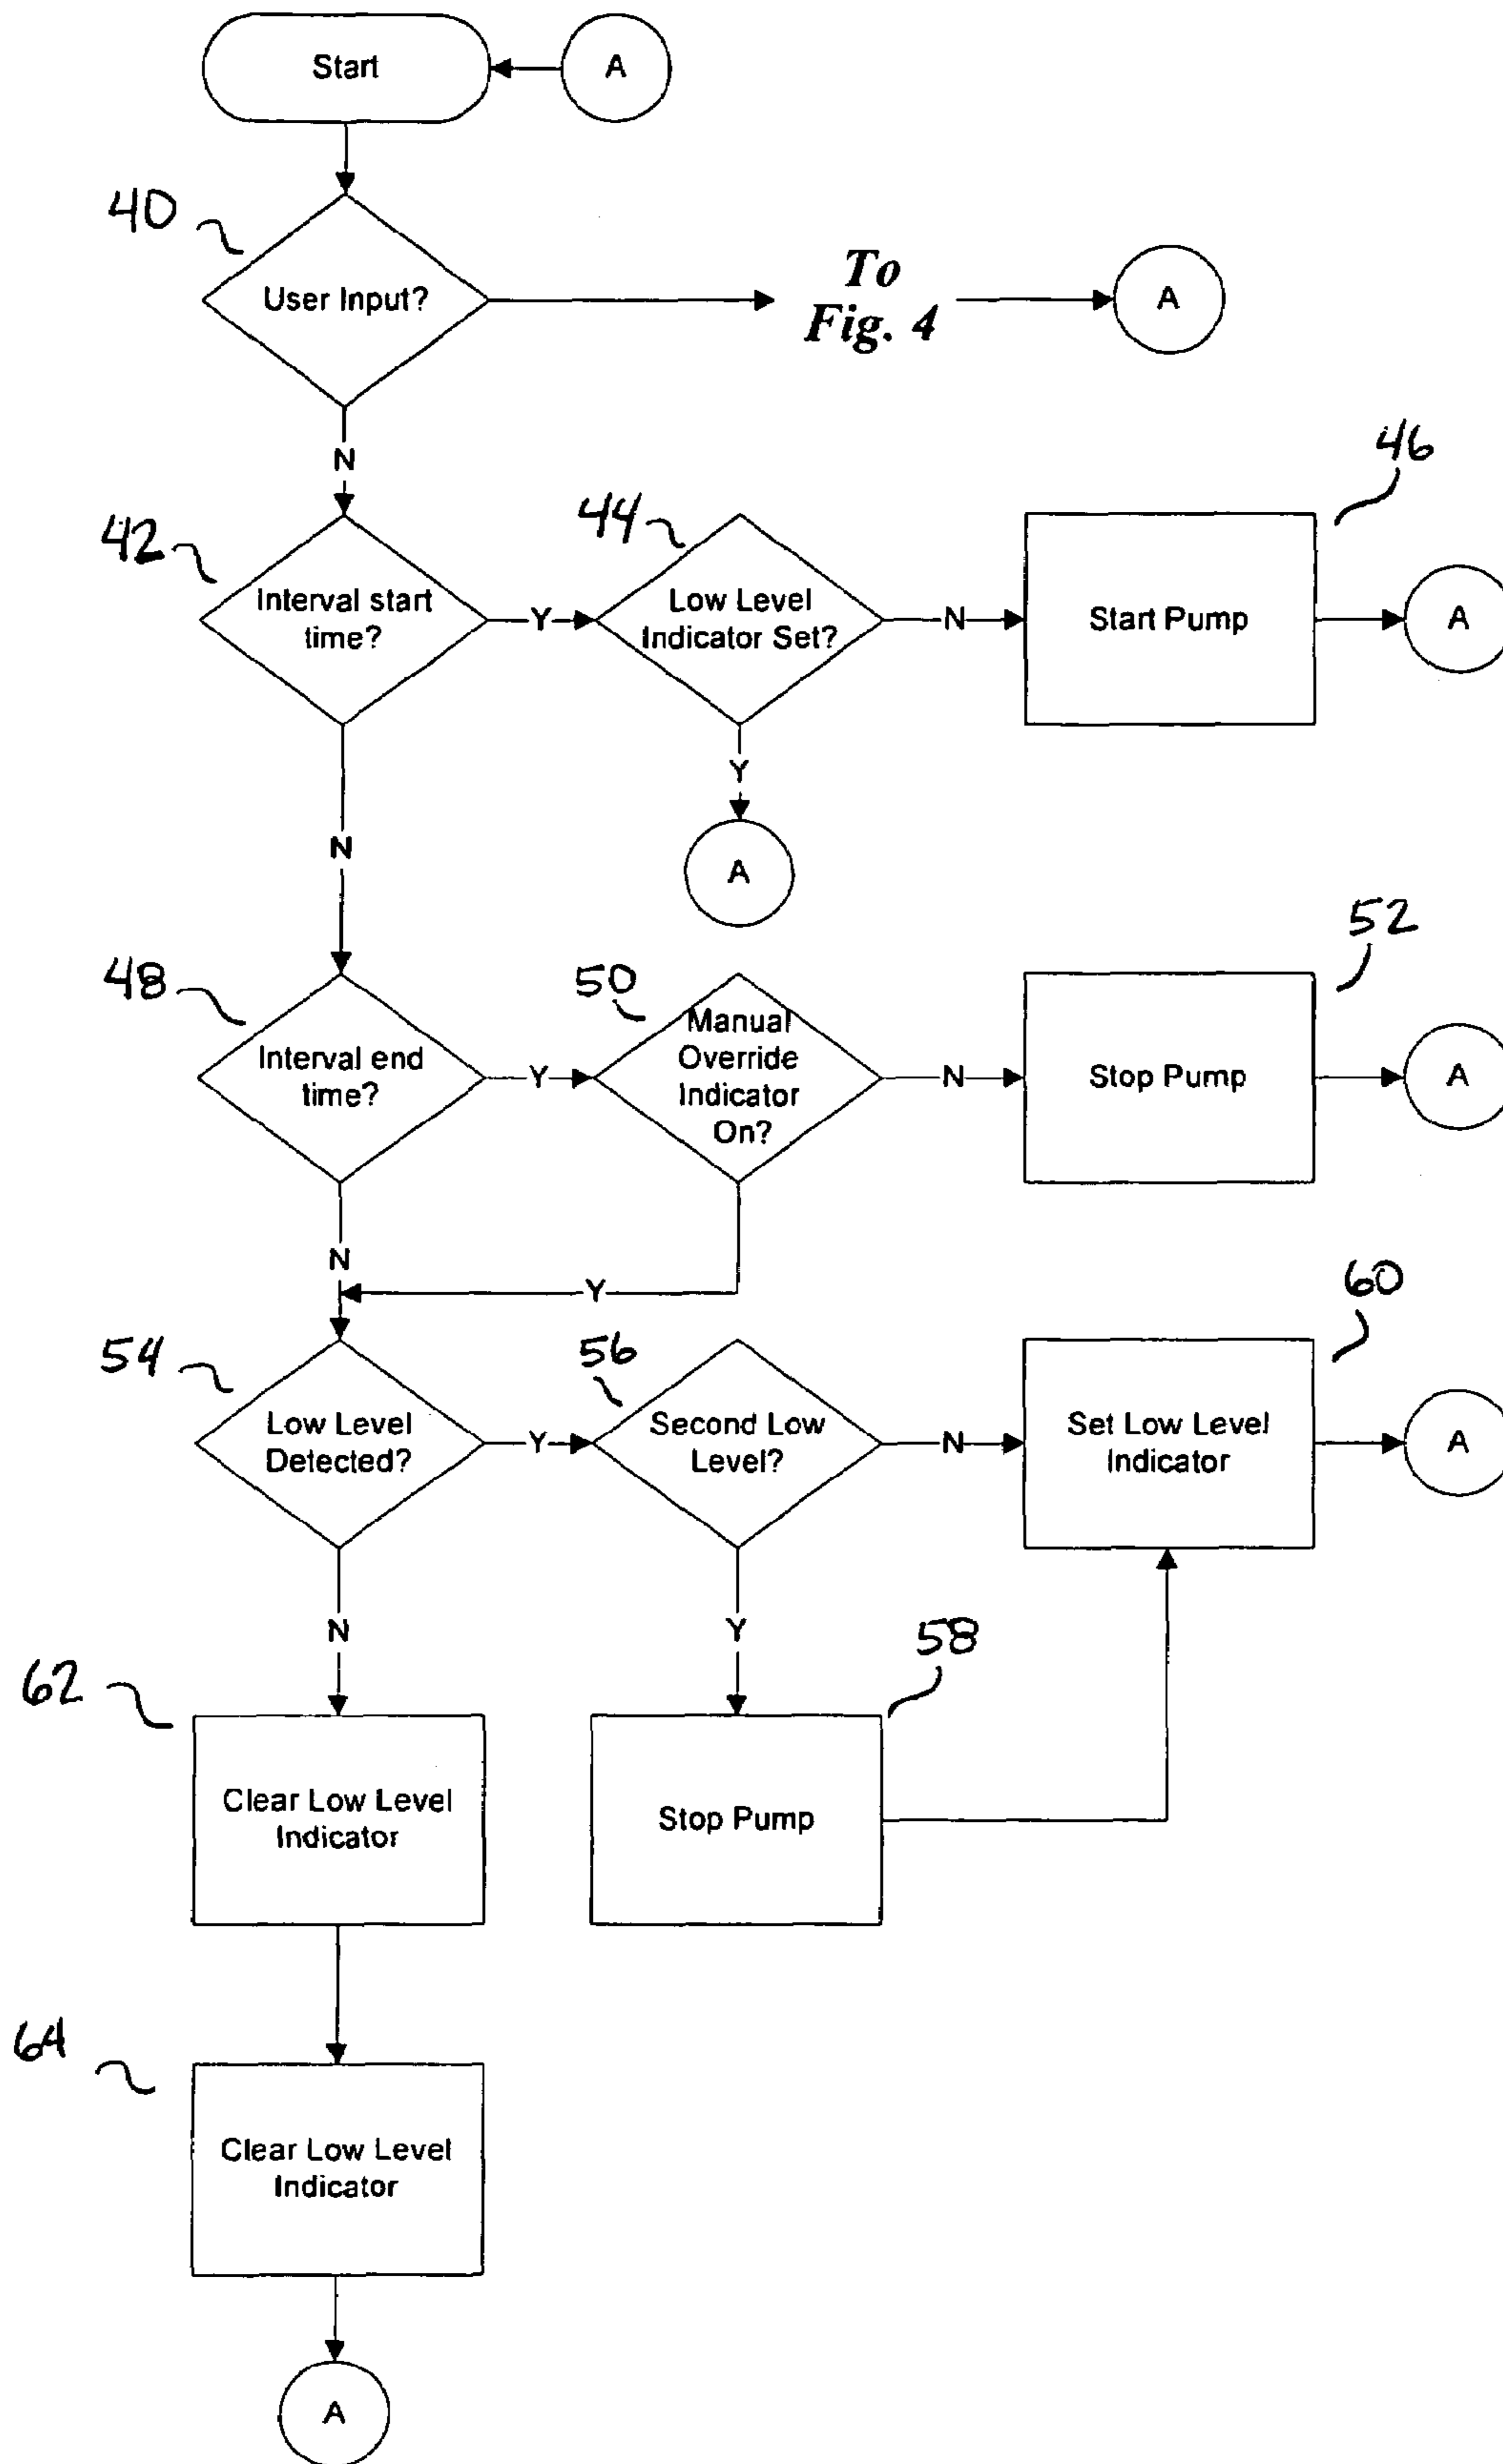 Start
A
40
User Input?
To
Fig. 4
A
N
46
42
44
Interval start
time?
Y
Low Level
Indicator Set?
N
Start Pump
A
Y
N
A
52
48
50
Interval end
time?
Y
Manual
Override
Indicator
On?
N
Stop Pump
A
N
Y
60
54
56
Low Level
Detected?
Y
Second Low
Level?
N
Set Low Level
Indicator
A
N
Y
58
62
Clear Low Level
Indicator
Stop Pump
64
Clear Low Level
Indicator
A